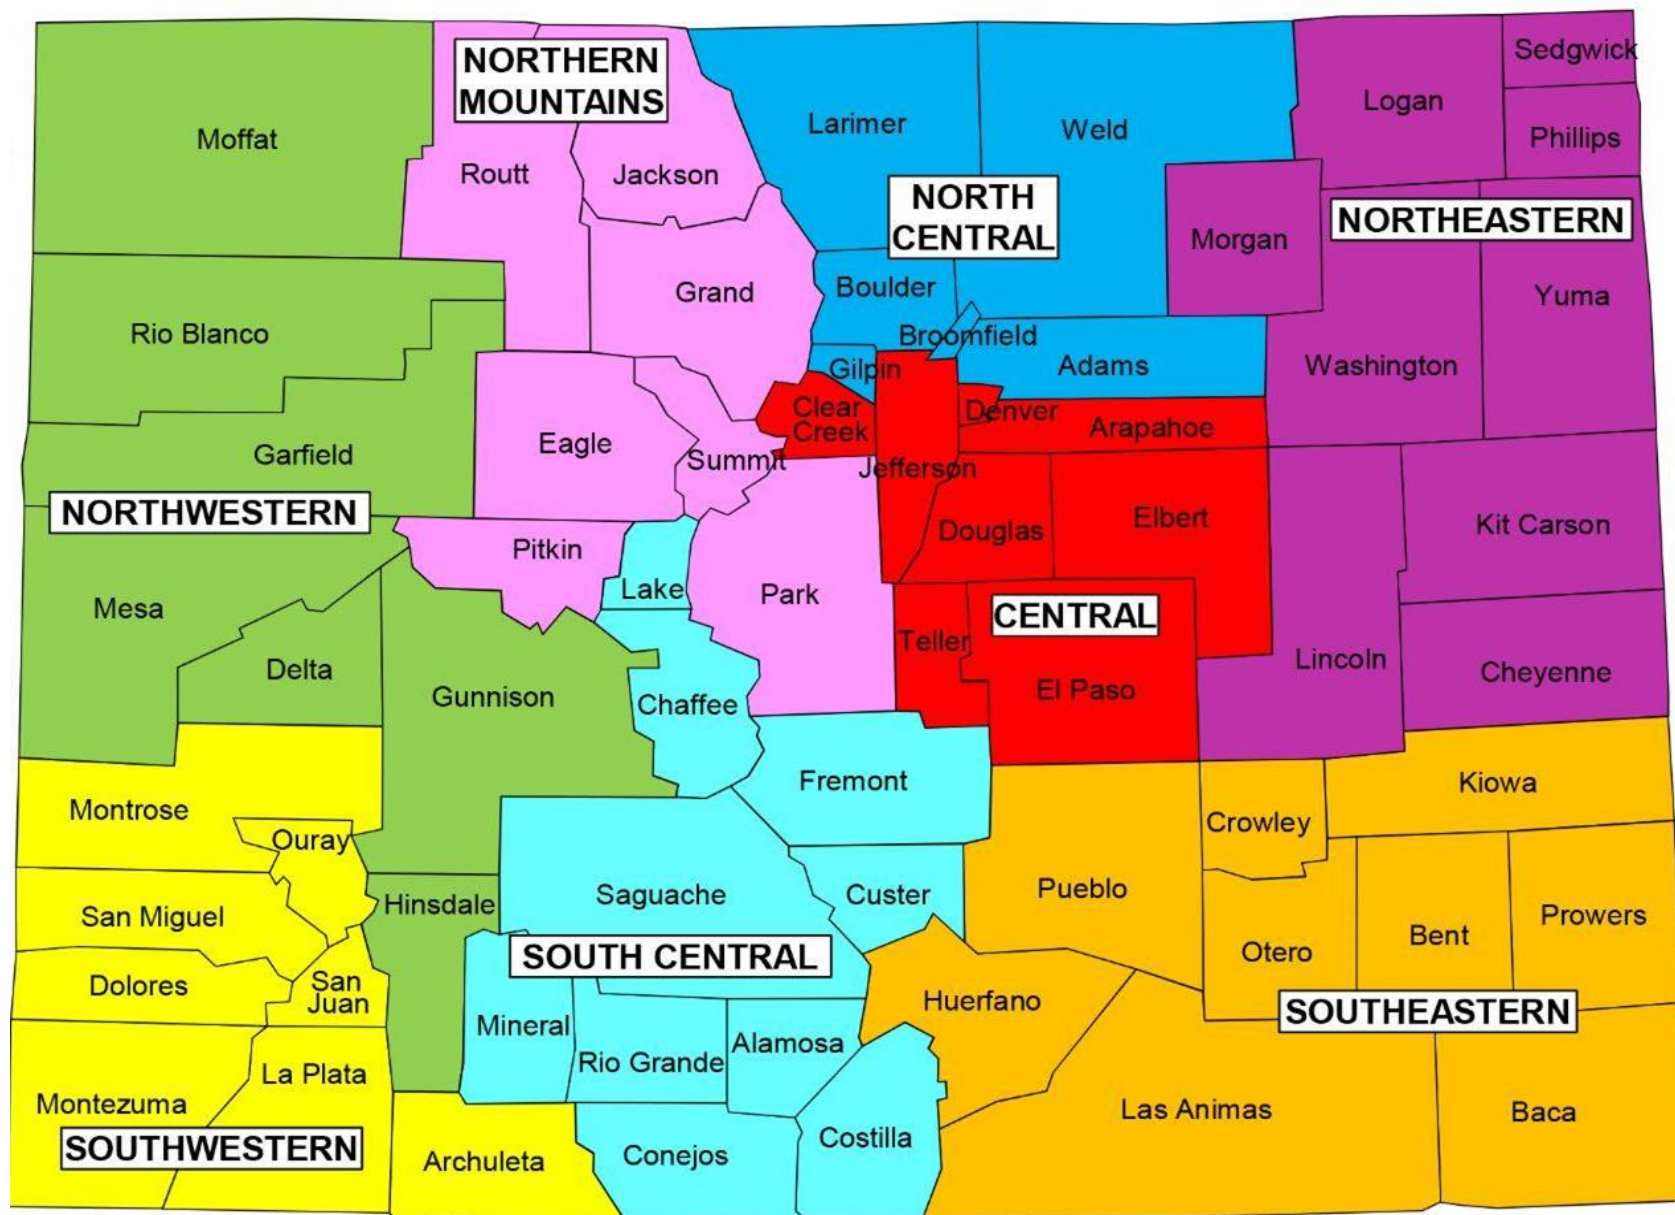 NORTHERN
MOUNTAINS
Sedgwick
Logan
Larimer
Weld
Moffat
Phillips
Routt
Jackson
NORTH
CENTRAL
NORTHEASTERN
Morgan
Grand
Boulder
Yuma
Rio Blanco
Broomfield
Gilpin
Adams
Washington
Clear
Creek
Denver
Arapahoe
Eagle
Garfield
Summit
Jefferson
NORTHWESTERN
Pitkin
Douglas
Elbert
Kit Carson
Lake
Park
Mesa
CENTRAL
Teller
Delta
Lincoln
Cheyenne
Gunnison
Chaffee
El Paso
Fremont
Kiowa
Montrose
Crowley
Ouray
Hinsdale
Saguache
Custer
Pueblo
San Miguel
Prowers
Bent
Otero
SOUTH CENTRAL
Dolores
San
Juan
Huerfano
SOUTHEASTERN
Mineral
Alamosa
Rio Grande
La Plata
Montezuma
Las Animas
Baca
SOUTHWESTERN
Archuleta
Conejos
Costilla